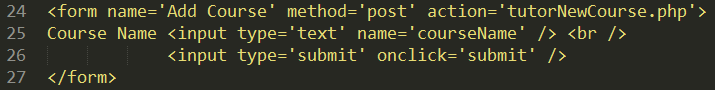 24 <form name='Add Course' method='post' action='tutorNewCourse.php'>
25 Course Name <input type='text' name='courseName' /> <br />
26             <input type='submit' onclick='submit' />
27 </form>